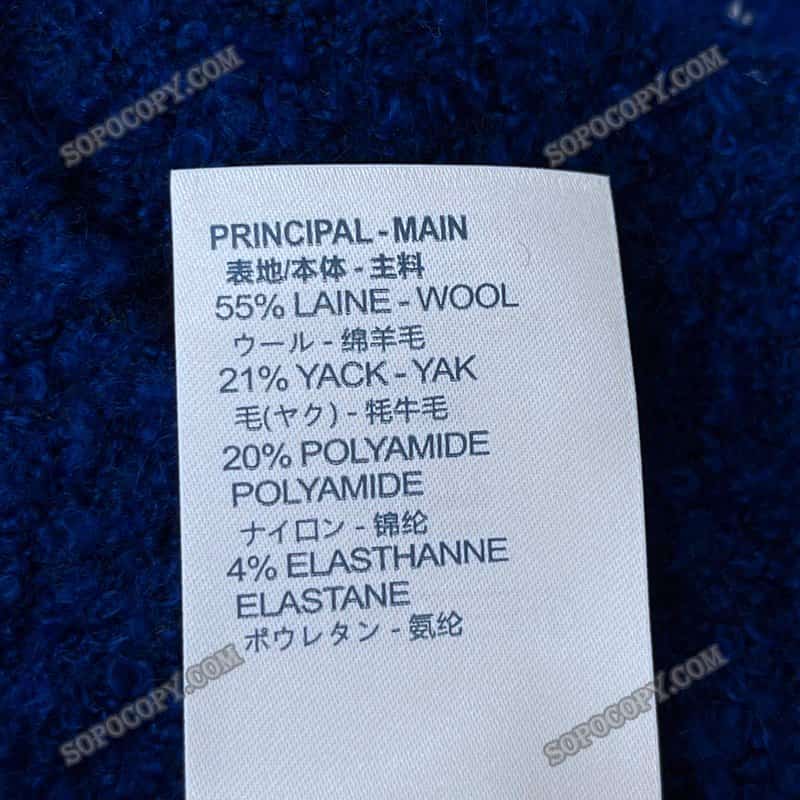 SOPOCOPY.COM
SOPOCOPY.COM
PRINCIPAL - MAIN
表地/本体 - 主料
55% LAINE - WOOL
ウール - 绵羊毛
21% YACK - YAK
毛(ヤク) - 牦牛毛
20% POLYAMIDE
POLYAMIDE
ナイロン - 锦纶
4% ELASTHANNE
ELASTANE
ポウレタン - 氨纶
SOPOCOPY.COM
SOPOCOPY.COM